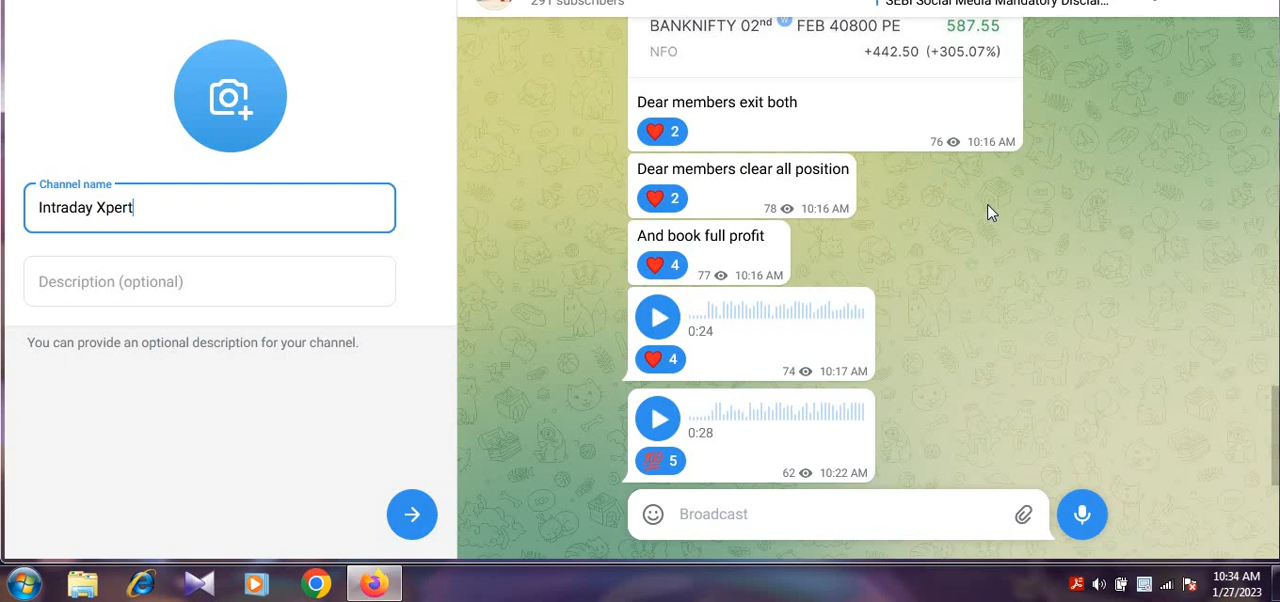 291 subscribers
SEBI Social Media Mandatory Disclai...
Channel name
Intraday Xpert
Description (optional)
You can provide an optional description for your channel.
BANKNIFTY 02nd W FEB 40800 PE 587.55
NFO +442.50 (+305.07%)
Dear members exit both
❤️ 2 76 10:16 AM
Dear members clear all position
❤️ 2 78 10:16 AM
And book full profit
❤️ 4 77 10:16 AM
0:24
❤️ 4 74 10:17 AM
0:28
💯 5 62 10:22 AM
Broadcast
10:34 AM
1/27/2023